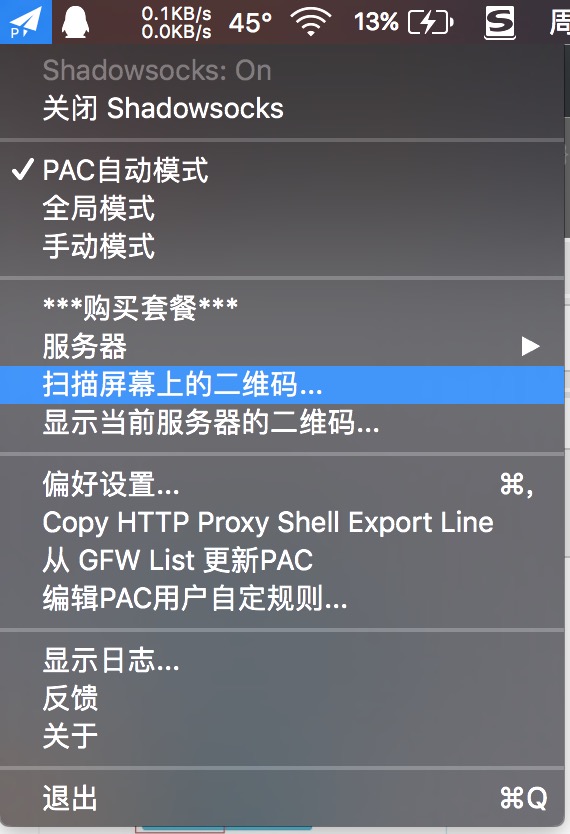 P
0.1KB/s
0.0KB/s
45° 13% S 周
Shadowsocks: On
关闭 Shadowsocks
PAC自动模式
全局模式
手动模式
***购买套餐***
服务器
扫描屏幕上的二维码...
显示当前服务器的二维码...
偏好设置... ⌘,
Copy HTTP Proxy Shell Export Line
从 GFW List 更新PAC
编辑PAC用户自定规则...
显示日志...
反馈
关于
退出 ⌘Q